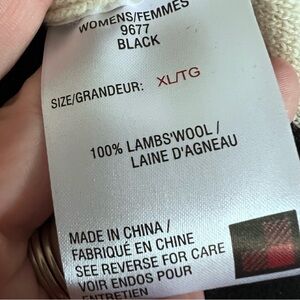 WOMENS/FEMMES
9677
BLACK
SIZE/GRANDEUR: XL/TG
100% LAMBS'WOOL /
LAINE D'AGNEAU
MADE IN CHINA /
FABRIQUÉ EN CHINE
SEE REVERSE FOR CARE
VOIR ENDOS POUR
ENTRETIEN